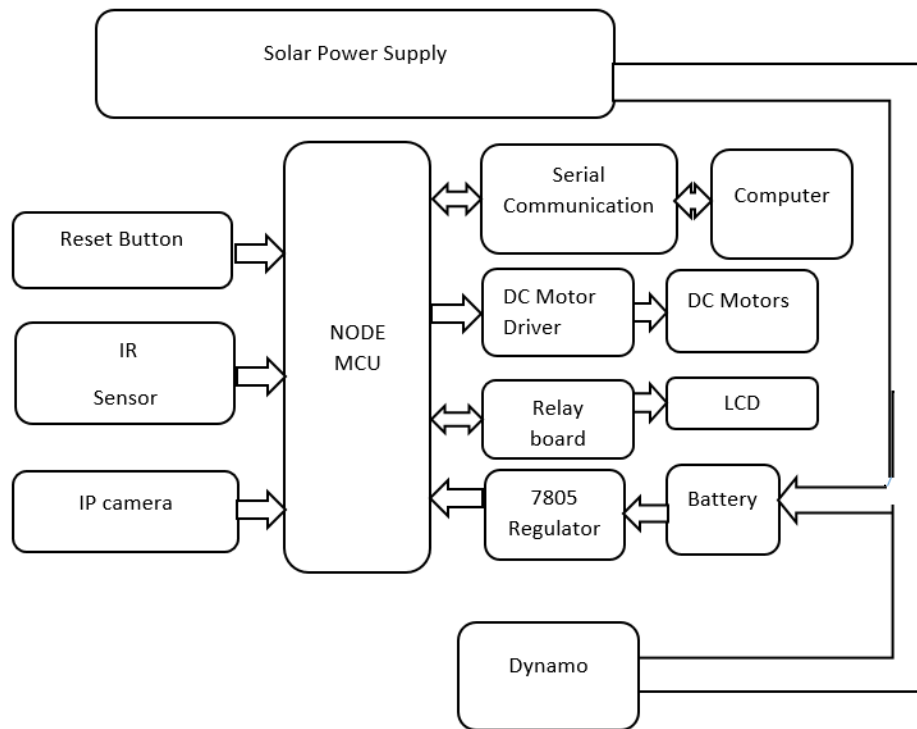 Solar Power Supply
Serial
Communication
Computer
Reset Button
DC Motor
Driver
DC Motors
NODE
MCU
IR
Sensor
Relay
board
LCD
IP camera
7805
Regulator
Battery
Dynamo